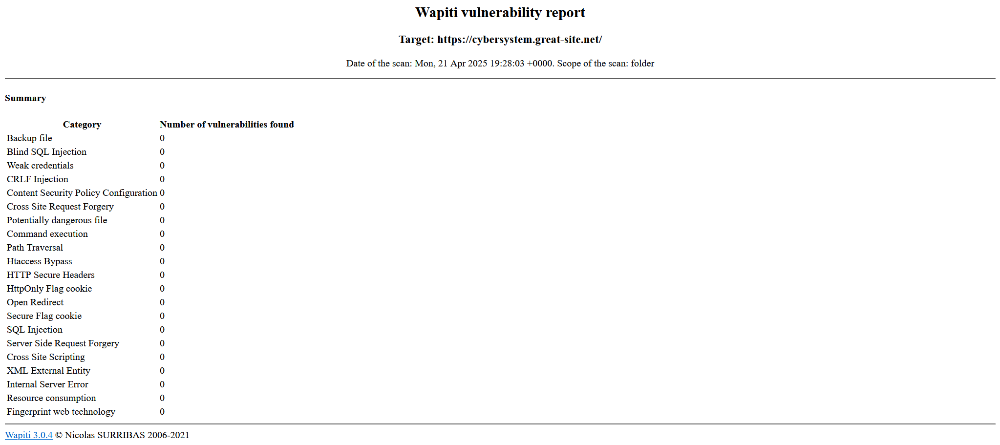 Wapiti vulnerability report
Target: https://cybersystem.great-site.net/
Date of the scan: Mon, 21 Apr 2025 19:28:03 +0000. Scope of the scan: folder
Summary
Category Number of vulnerabilities found
Backup file 0
Blind SQL Injection 0
Weak credentials 0
CRLF Injection 0
Content Security Policy Configuration 0
Cross Site Request Forgery 0
Potentially dangerous file 0
Command execution 0
Path Traversal 0
Htaccess Bypass 0
HTTP Secure Headers 0
HttpOnly Flag cookie 0
Open Redirect 0
Secure Flag cookie 0
SQL Injection 0
Server Side Request Forgery 0
Cross Site Scripting 0
XML External Entity 0
Internal Server Error 0
Resource consumption 0
Fingerprint web technology 0
Wapiti 3.0.4 © Nicolas SURRIBAS 2006-2021